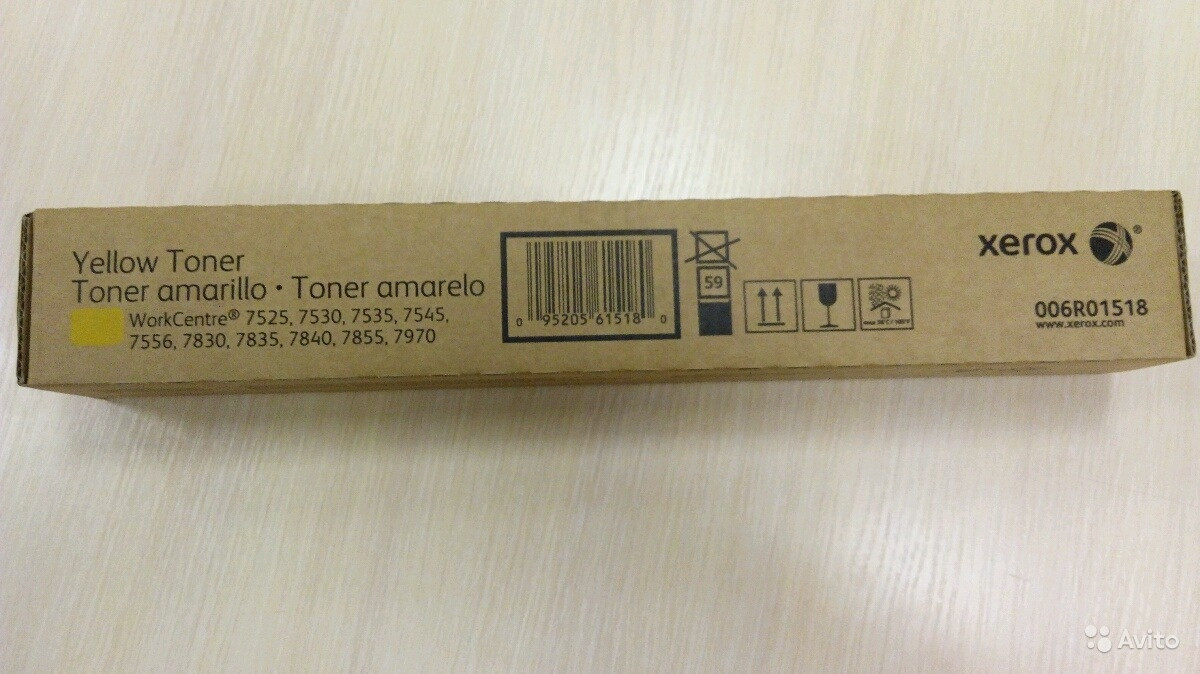 Yellow Toner
Toner amarillo • Toner amarelo
WorkCentre® 7525, 7530, 7535, 7545,
7556, 7830, 7835, 7840, 7855, 7970
0 95205 61518 0
59
xerox ®
006R01518
www.xerox.com
Avito